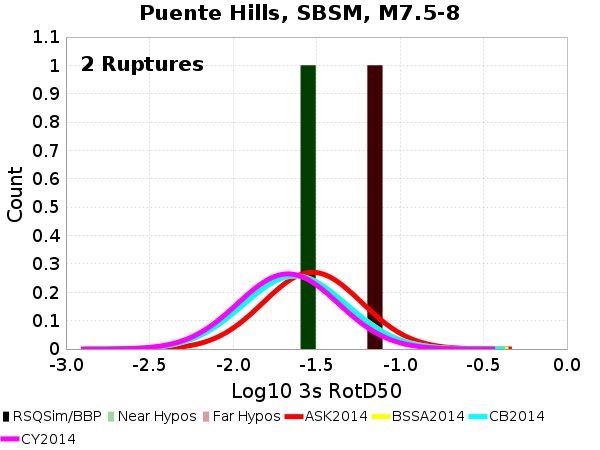 Puente Hills, SBSM, M7.5-8
2 Ruptures
1.1
1
0.9
0.8
0.7
0.6
0.5
0.4
0.3
0.2
0.1
0
Count
-3.0 -2.5 -2.0 -1.5 -1.0 -0.5 0.0
Log10 3s RotD50
RSQSim/BBP Near Hypos Far Hypos ASK2014 BSSA2014 CB2014
CY2014